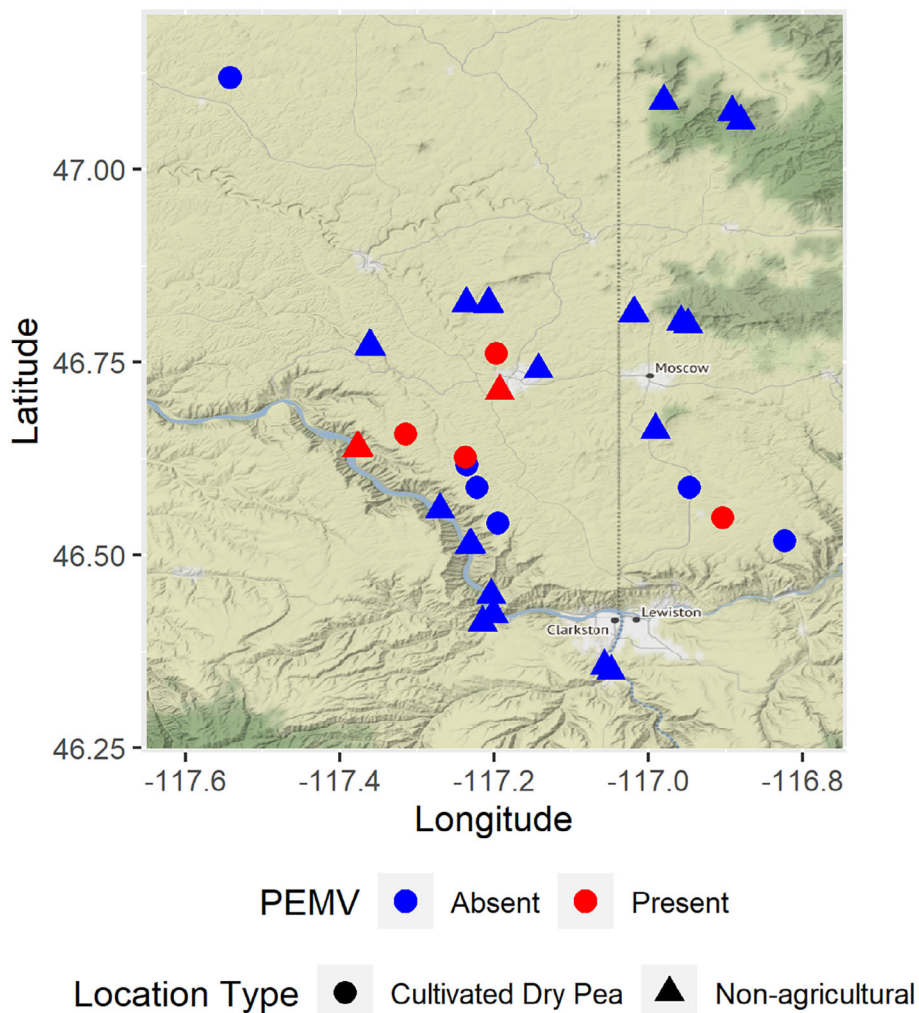 Latitude
47.00
46.75
46.50
46.25
Moscow
Lewiston
Clarkston
-117.6 -117.4 -117.2 -117.0 -116.8
Longitude
PEMV Absent Present
Location Type Cultivated Dry Pea Non-agricultural